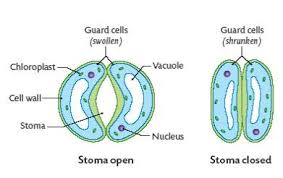 Guard cells
(swollen)
Guard cells
(shrunken)
Chloroplast
Vacuole
Cell wall
Stoma
Nucleus
Stoma open
Stoma closed